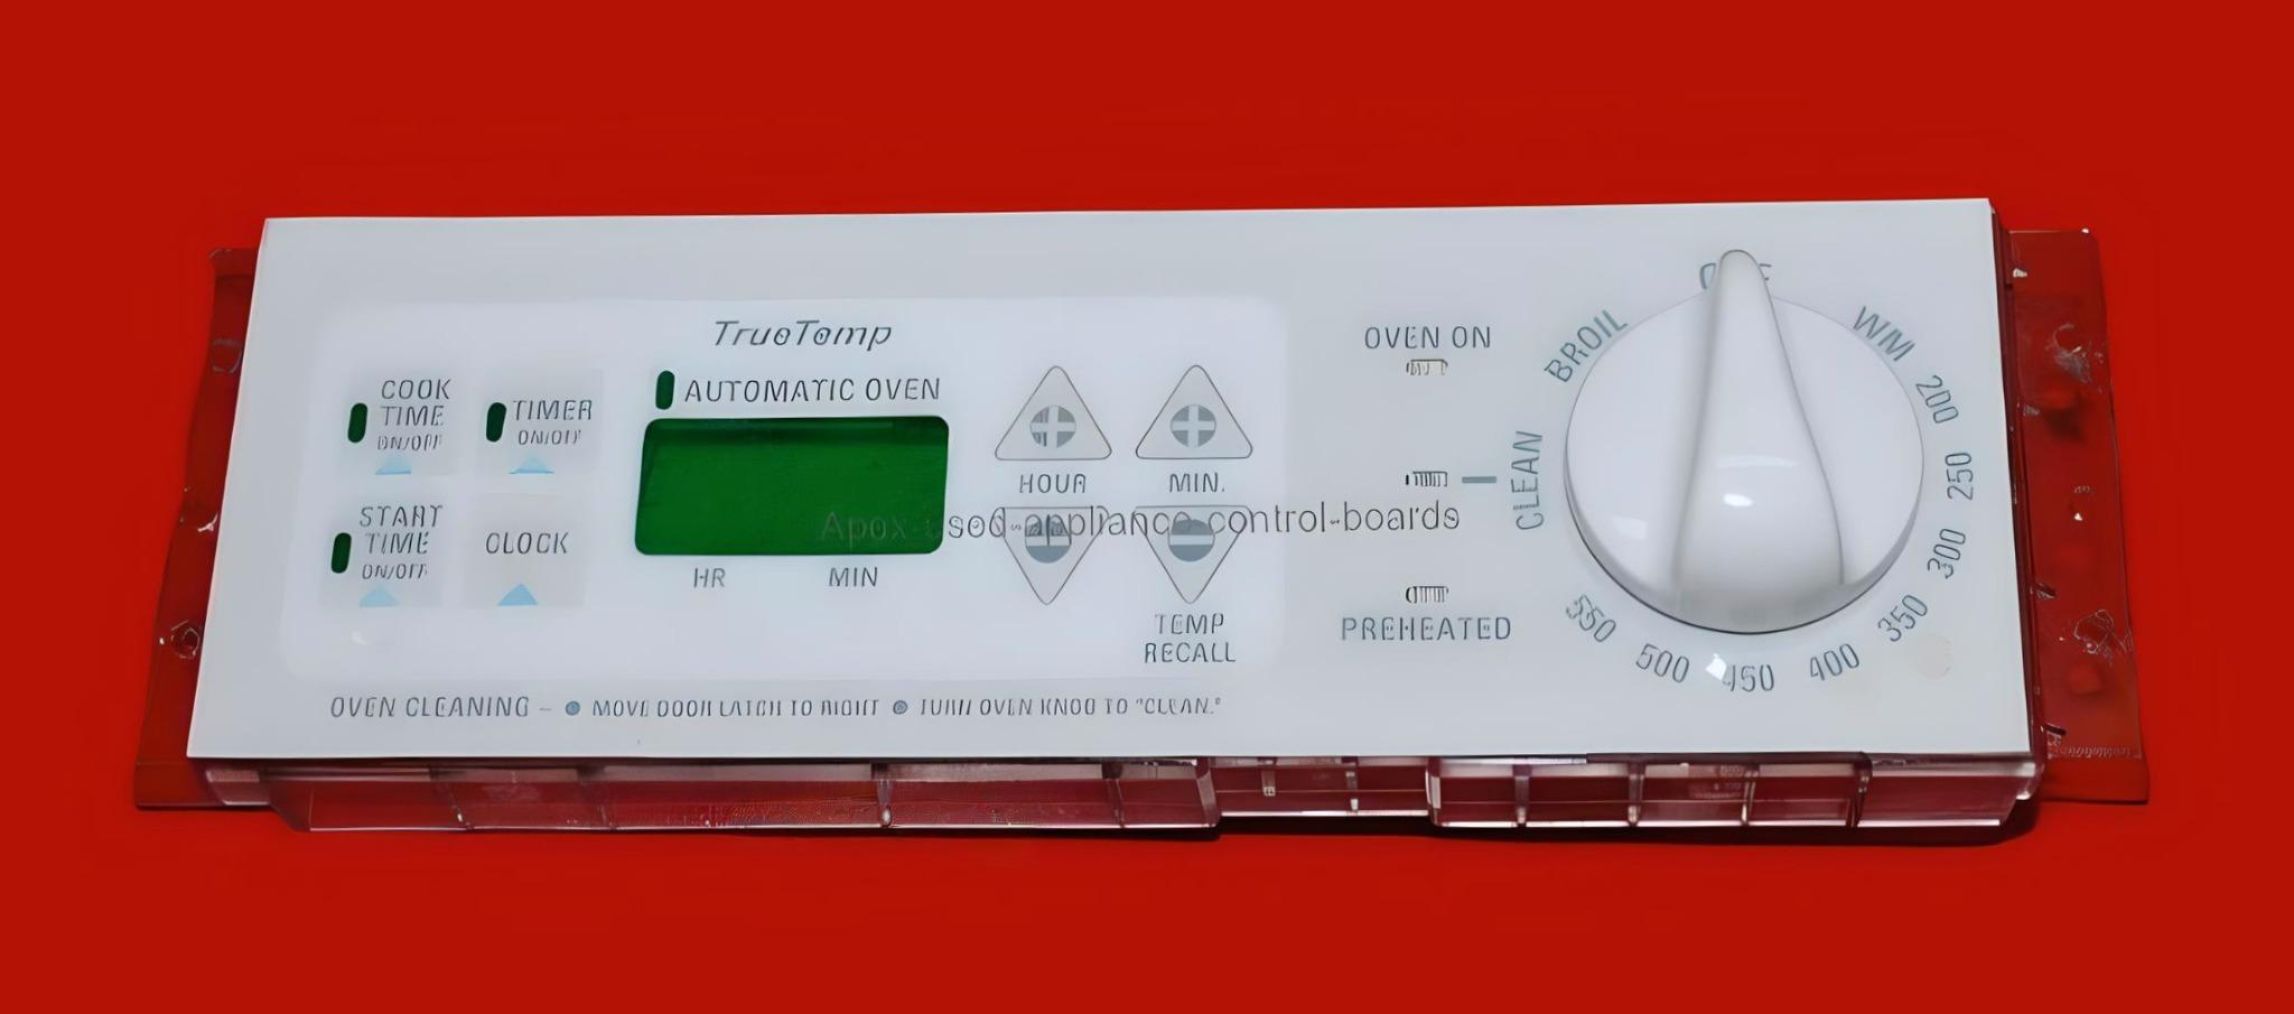 TrueTemp
AUTOMATIC OVEN
COOK
TIME
ON/OFF
TIMER
ON/OFF
START
TIME
ON/OFF
CLOCK
HR
MIN
HOUR
MIN.
TEMP
RECALL
OVEN ON
PREHEATED
CLEAN
BROIL
WM
200
250
300
350
400
450
500
550
Apex used-appliance control-boards
OVEN CLEANING – • MOVE DOOR LATCH TO RIGHT • TURN OVEN KNOB TO "CLEAN."